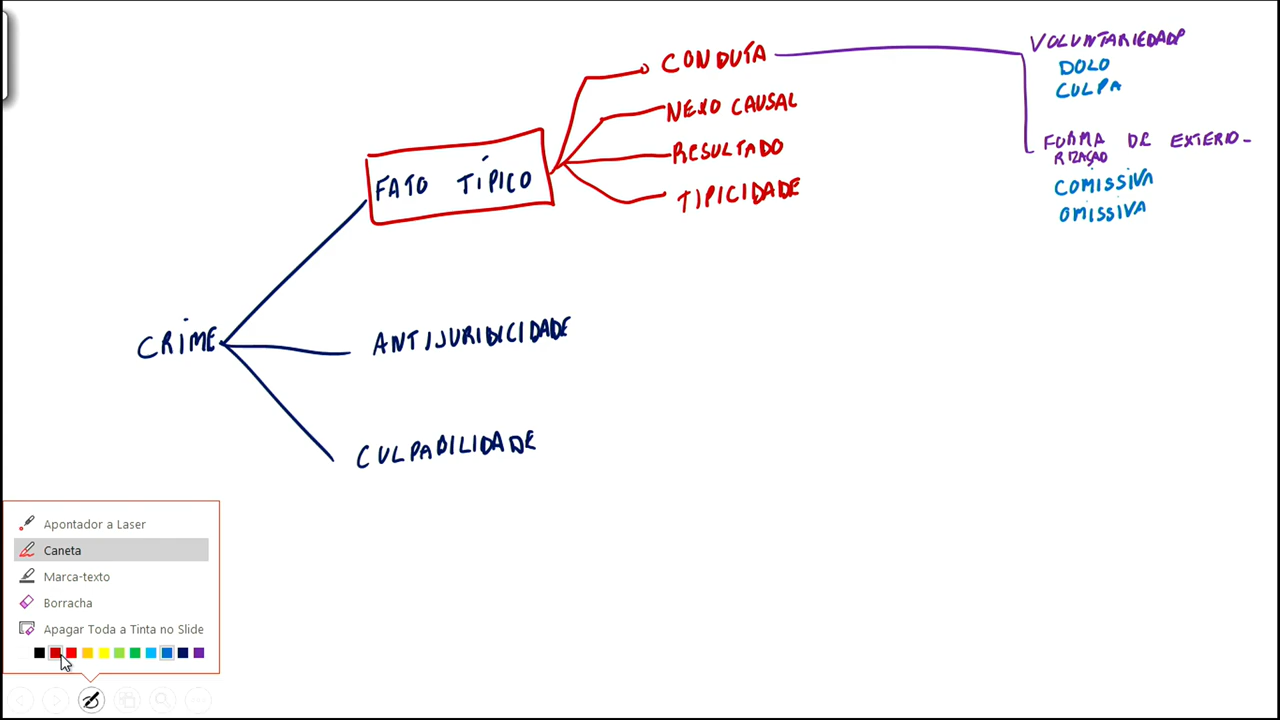 CONDUTA
NEXO CAUSAL
RESULTADO
TIPICIDADE
VOLUNTARIEDADE
DOLO
CULPA
FORMA DE EXTERIO-
RIZAÇÃO
COMISSIVA
OMISSIVA
FATO TÍPICO
CRIME
ANTIJURIDICIDADE
CULPABILIDADE
Apontador a Laser
Caneta
Marca-texto
Borracha
Apagar Toda a Tinta no Slide